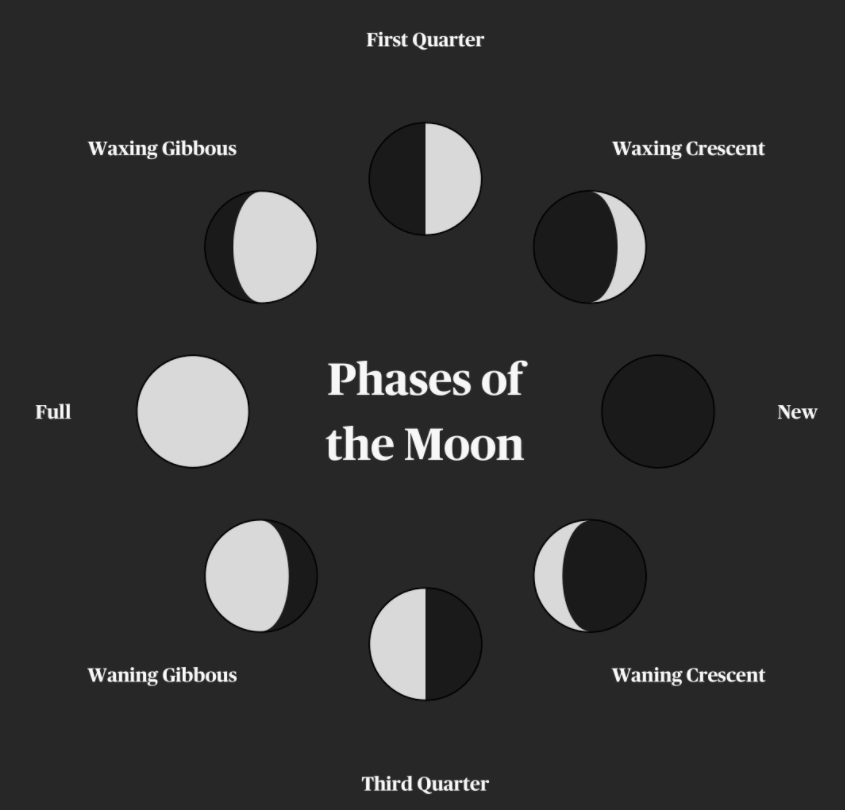 First Quarter
Waxing Gibbous
Waxing Crescent
Phases of
the Moon
Full
New
Waning Gibbous
Waning Crescent
Third Quarter